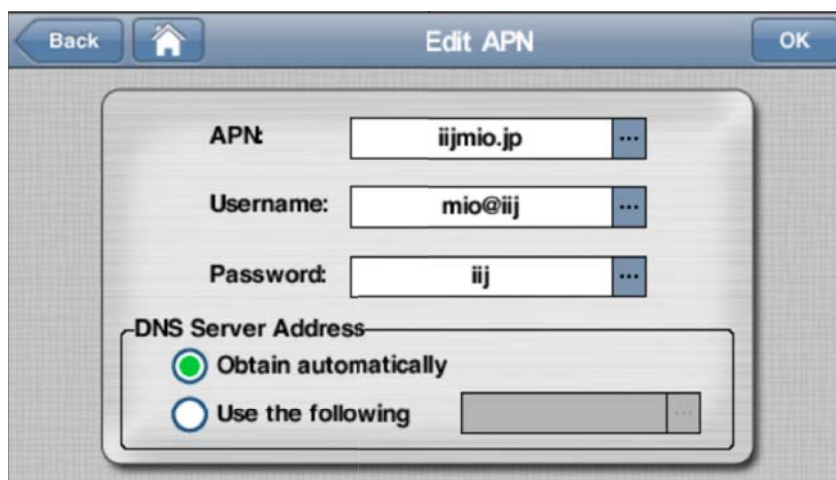 Back
Edit APN
OK
APN:
iijmio.jp
...
Username:
mio@iij
...
Password:
iij
...
DNS Server Address
Obtain automatically
Use the following
...